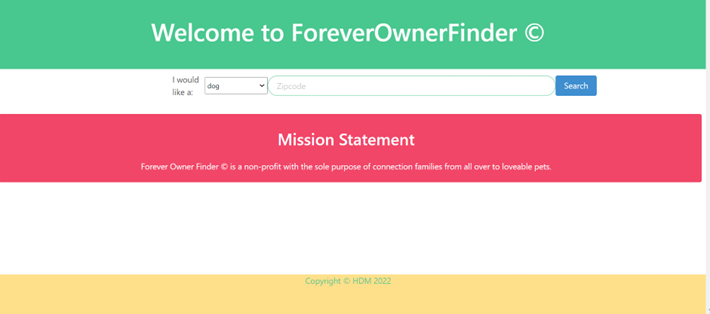 Welcome to ForeverOwnerFinder ©
I would
like a:
dog
Zipcode
Search
Mission Statement
Forever Owner Finder © is a non-profit with the sole purpose of connection families from all over to loveable pets.
Copyright © HDM 2022